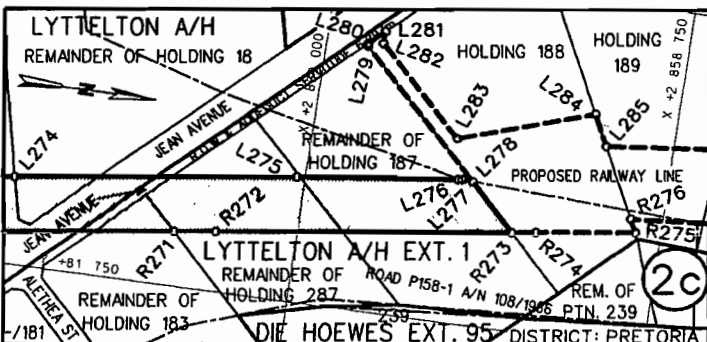 LYTTELTON A/H
REMAINDER OF HOLDING 18
N
L274
JEAN AVENUE
JEAN AVENUE
ALETHEA ST
-/181
L280
L281
L282
L279
HOLDING 188
HOLDING
189
X +2 858 750
L283
L284
L285
REMAINDER OF
HOLDING 187
L275
L278
L276
L277
PROPOSED RAILWAY LINE
R276
R275
R271
R272
R273
R274
LYTTELTON A/H EXT. 1
+81 750
REMAINDER OF
HOLDING 287
ROAD P158-1 A/N 108/1986
239
REMAINDER OF
HOLDING 183
REM. OF
PTN. 239
2c
DIE HOEWES EXT. 95
DISTRICT: PRETORIA